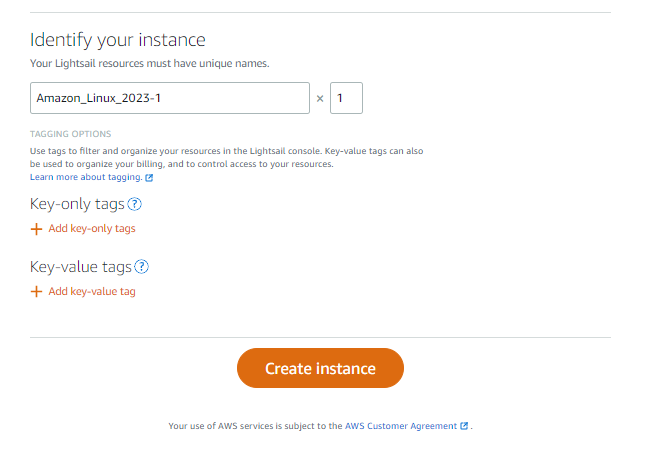 Identify your instance
Your Lightsail resources must have unique names.
Amazon_Linux_2023-1 × 1
TAGGING OPTIONS
Use tags to filter and organize your resources in the Lightsail console. Key-value tags can also
be used to organize your billing, and to control access to your resources.
Learn more about tagging.
Key-only tags ?
+ Add key-only tags
Key-value tags ?
+ Add key-value tag
Create instance
Your use of AWS services is subject to the AWS Customer Agreement .